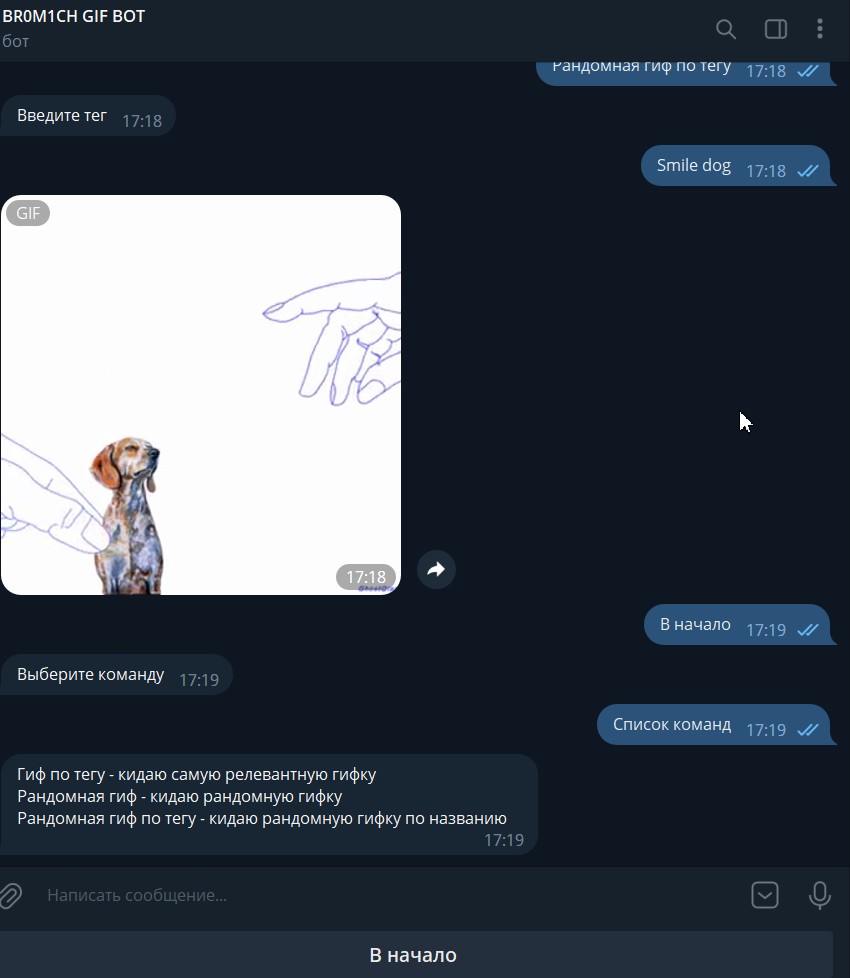 BR0M1CH GIF BOT
бот
Рандомная гиф по тегу 17:18
Введите тег 17:18
Smile dog 17:18
GIF
17:18
В начало 17:19
Выберите команду 17:19
Список команд 17:19
Гиф по тегу - кидаю самую релевантную гифку
Рандомная гиф - кидаю рандомную гифку
Рандомная гиф по тегу - кидаю рандомную гифку по названию
17:19
Написать сообщение...
В начало